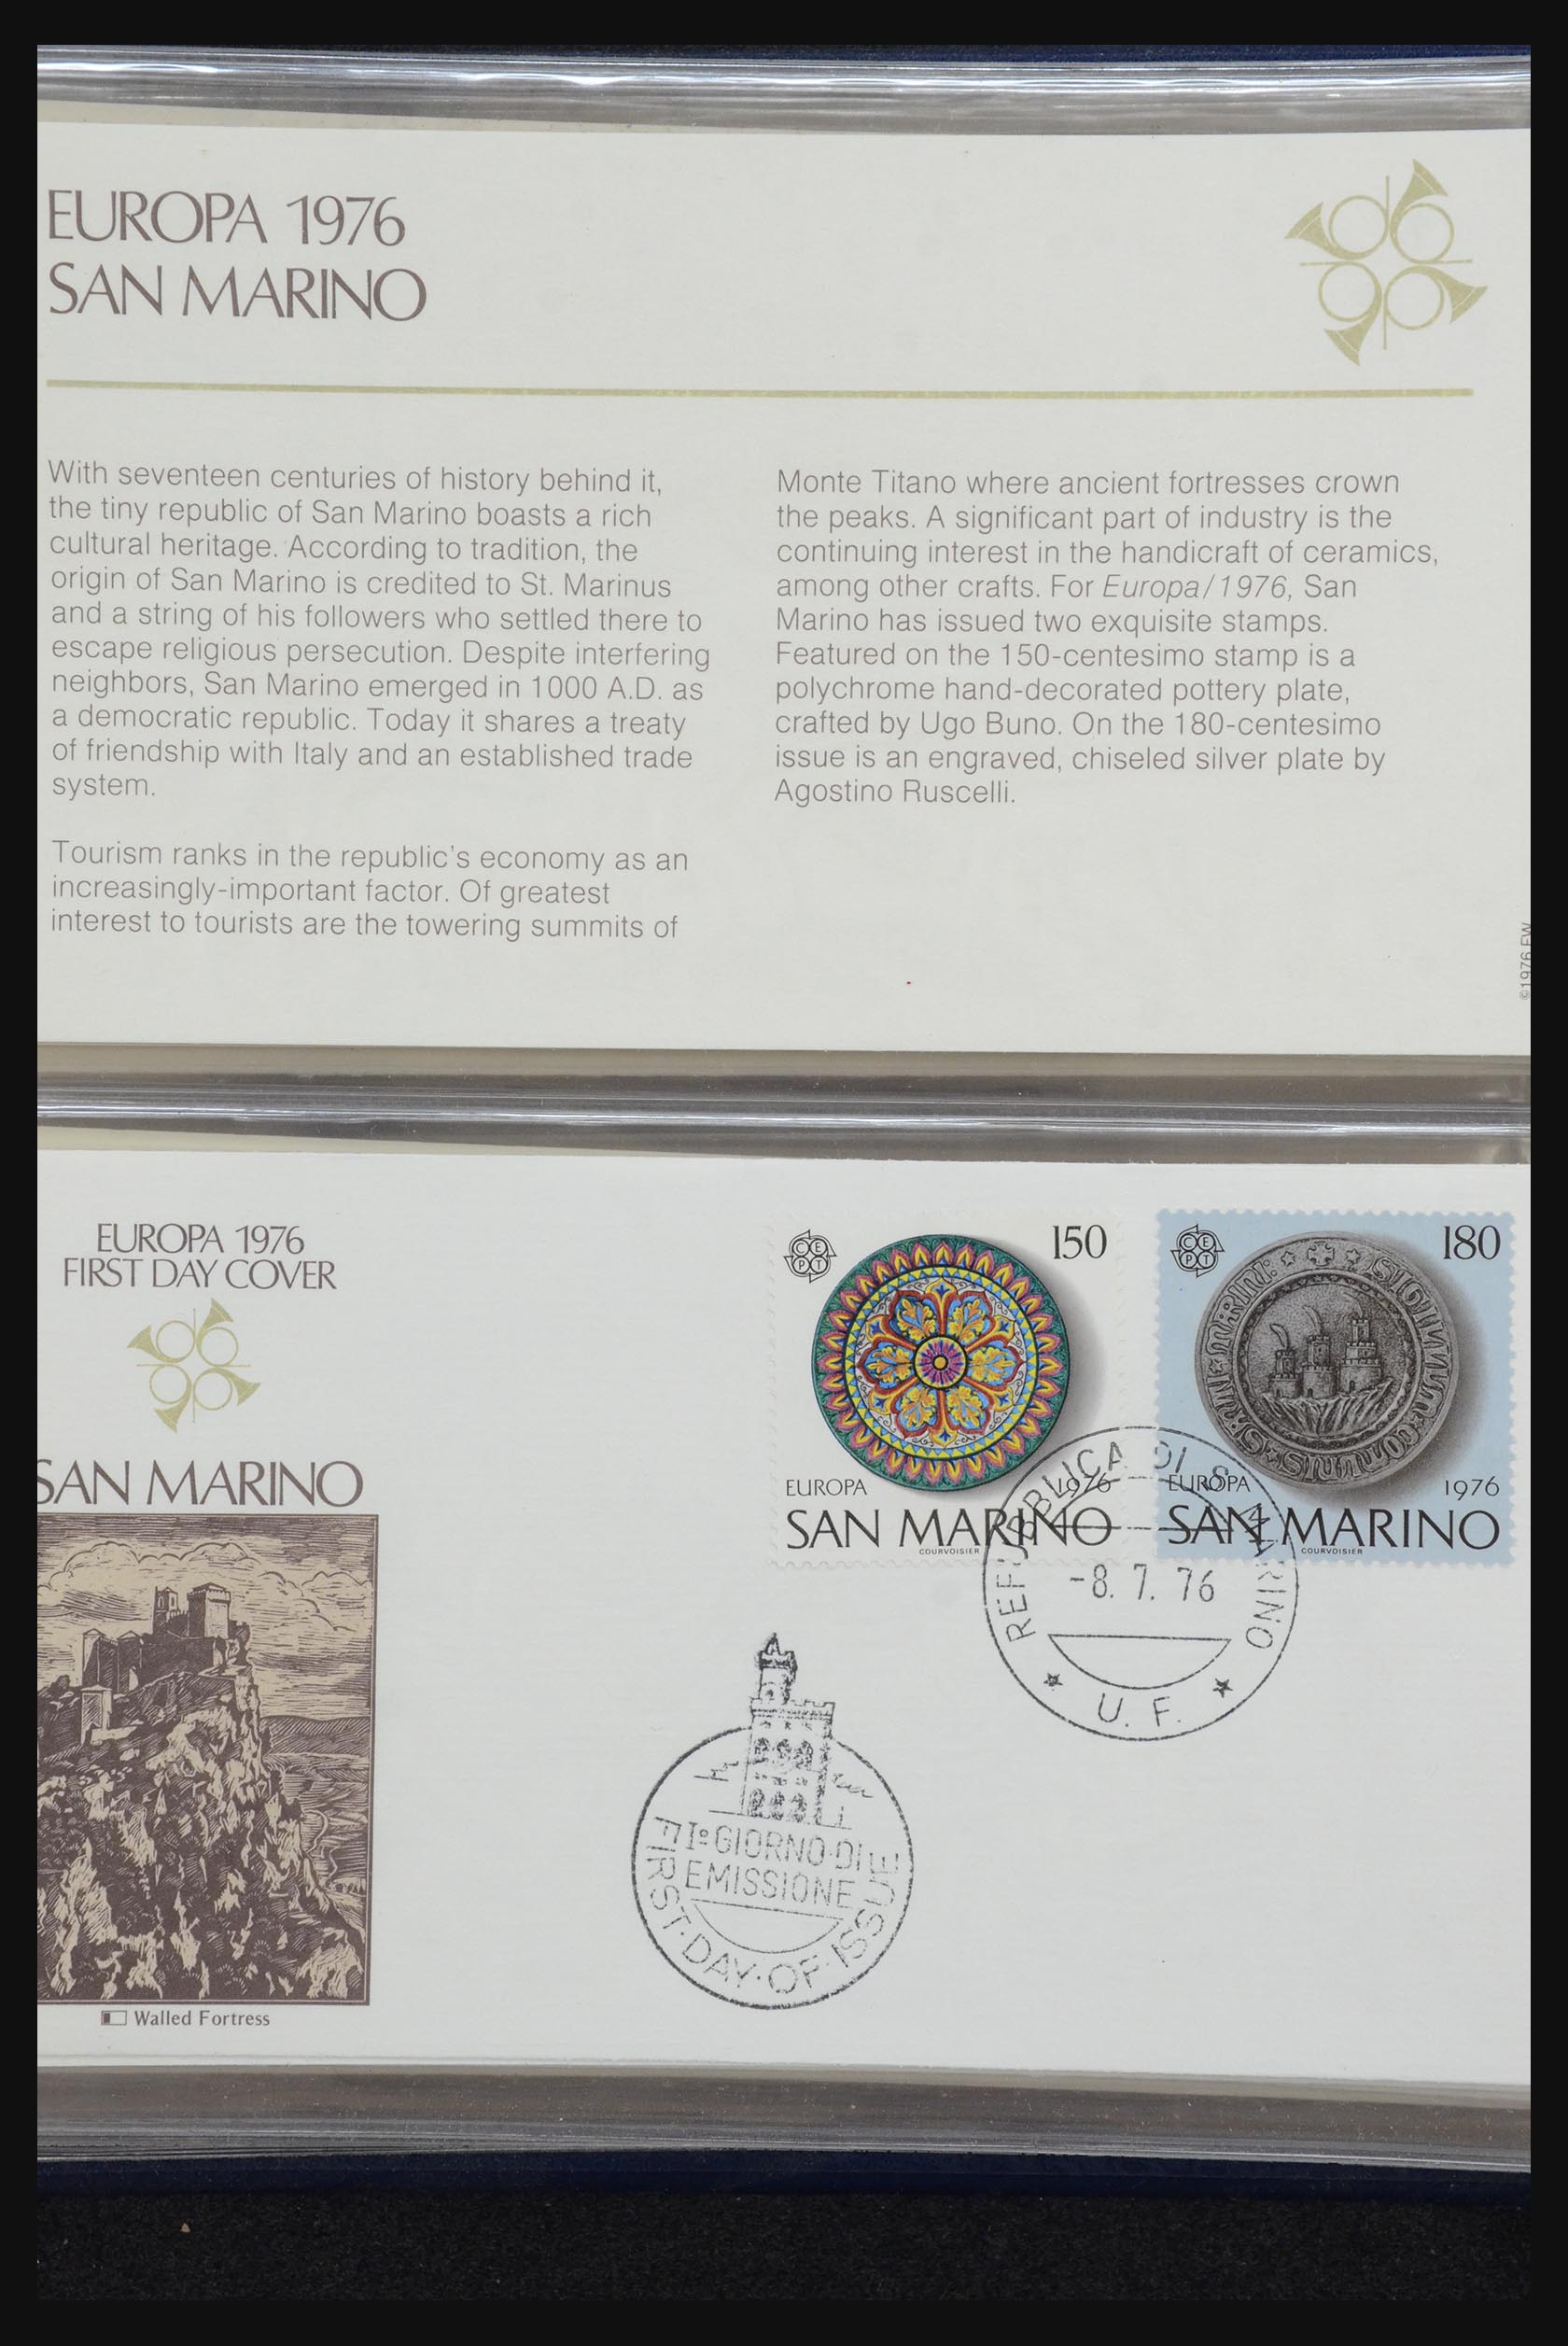 EUROPA 1976
SAN MARINO
With seventeen centuries of history behind it,
the tiny republic of San Marino boasts a rich
cultural heritage. According to tradition, the
origin of San Marino is credited to St. Marinus
and a string of his followers who settled there to
escape religious persecution. Despite interfering
neighbors, San Marino emerged in 1000 A.D. as
a democratic republic. Today it shares a treaty
of friendship with Italy and an established trade
system.
Tourism ranks in the republic's economy as an
increasingly-important factor. Of greatest
interest to tourists are the towering summits of
Monte Titano where ancient fortresses crown
the peaks. A significant part of industry is the
continuing interest in the handicraft of ceramics,
among other crafts. For Europa/1976, San
Marino has issued two exquisite stamps.
Featured on the 150-centesimo stamp is a
polychrome hand-decorated pottery plate,
crafted by Ugo Buno. On the 180-centesimo
issue is an engraved, chiseled silver plate by
Agostino Ruscelli.
©1976 FW
EUROPA 1976
FIRST DAY COVER
SAN MARINO
Walled Fortress
CEPT
150
EUROPA 1976
SAN MARINO
COURVOISIER
CEPT
180
EUROPA 1976
SAN MARINO
COURVOISIER
REPUBBLICA DI S. MARINO
-8. 7. 76
U. F.
I° GIORNO DI
EMISSIONE
FIRST·DAY·OF·ISSUE